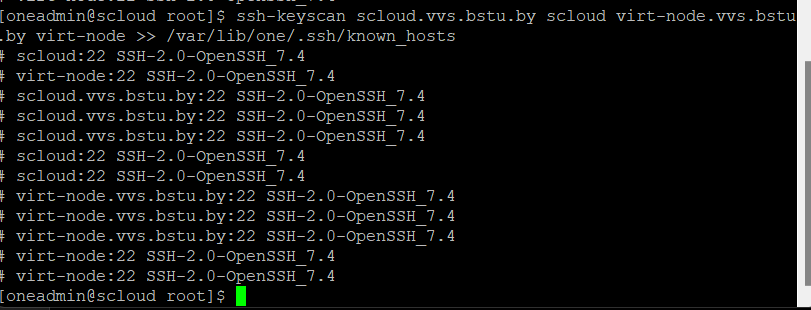 [oneadmin@scloud root]$ ssh-keyscan scloud.vvs.bstu.by scloud virt-node.vvs.bstu
.by virt-node >> /var/lib/one/.ssh/known_hosts
# scloud:22 SSH-2.0-OpenSSH_7.4
# virt-node:22 SSH-2.0-OpenSSH_7.4
# scloud.vvs.bstu.by:22 SSH-2.0-OpenSSH_7.4
# scloud.vvs.bstu.by:22 SSH-2.0-OpenSSH_7.4
# scloud.vvs.bstu.by:22 SSH-2.0-OpenSSH_7.4
# scloud:22 SSH-2.0-OpenSSH_7.4
# scloud:22 SSH-2.0-OpenSSH_7.4
# virt-node.vvs.bstu.by:22 SSH-2.0-OpenSSH_7.4
# virt-node.vvs.bstu.by:22 SSH-2.0-OpenSSH_7.4
# virt-node.vvs.bstu.by:22 SSH-2.0-OpenSSH_7.4
# virt-node:22 SSH-2.0-OpenSSH_7.4
# virt-node:22 SSH-2.0-OpenSSH_7.4
[oneadmin@scloud root]$